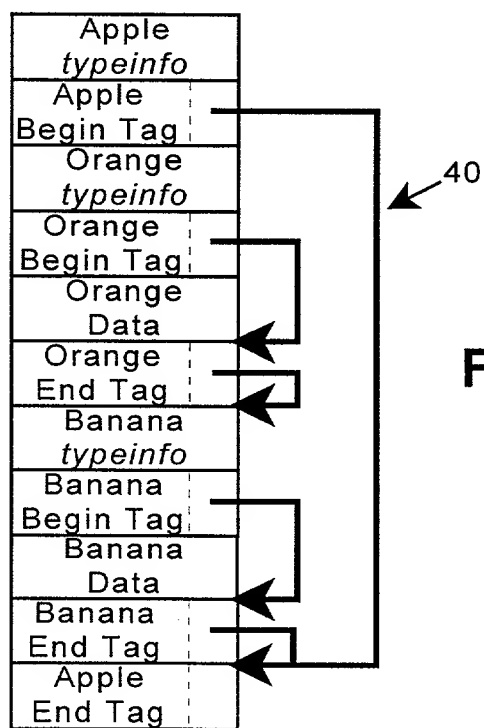 Apple
typeinfo
Apple
Begin Tag
Orange
typeinfo
Orange
Begin Tag
Orange
Data
Orange
End Tag
Banana
typeinfo
Banana
Begin Tag
Banana
Data
Banana
End Tag
Apple
End Tag
40
F